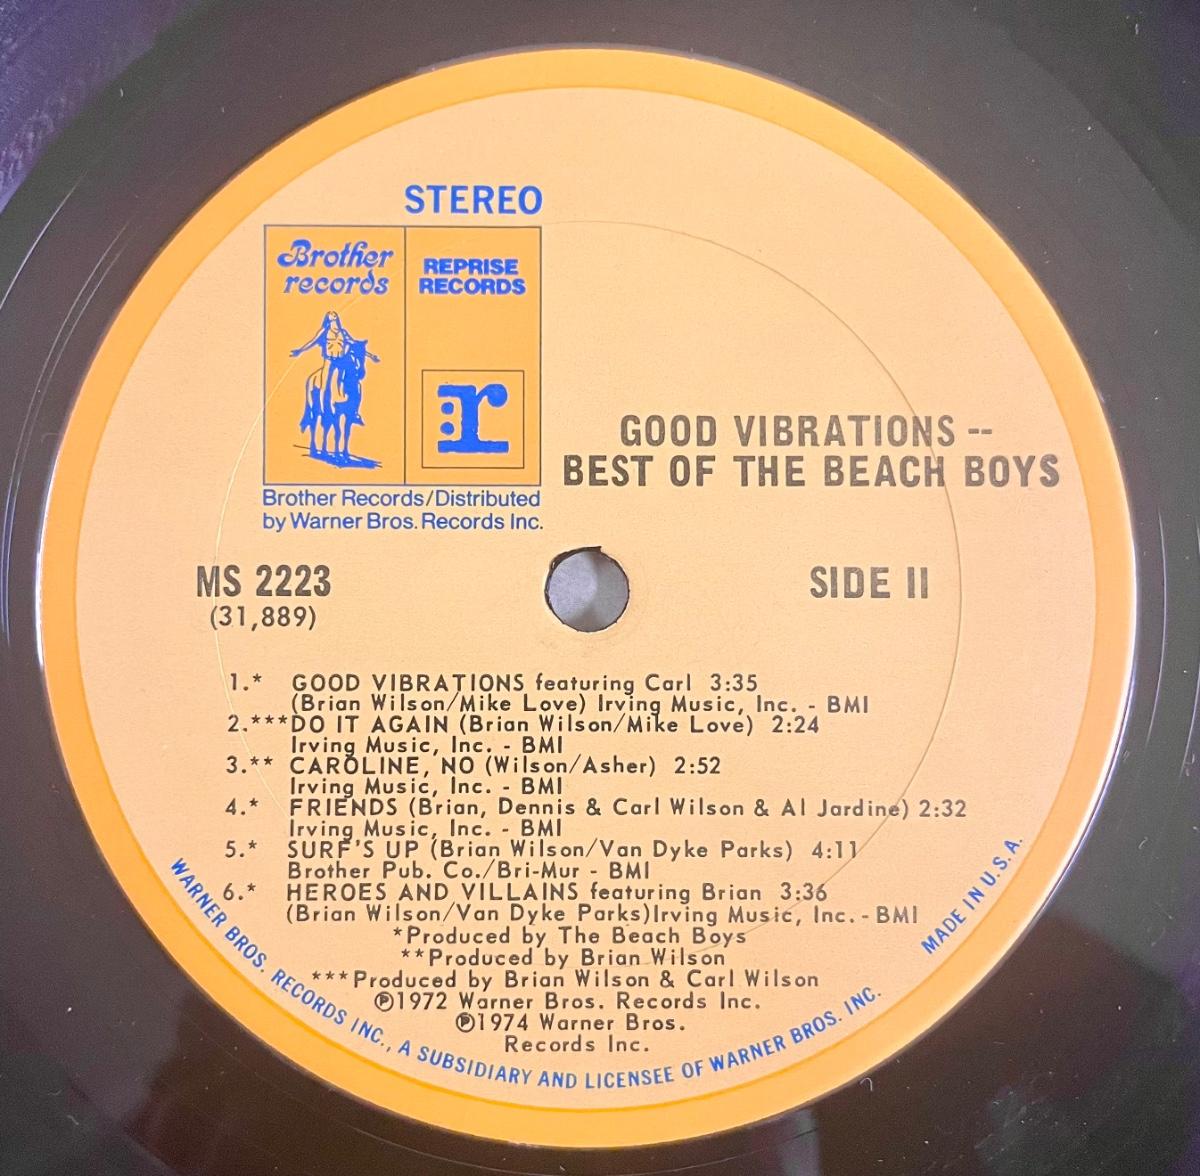 STEREO
Brother
records
REPRISE
RECORDS
:r
Brother Records/Distributed
by Warner Bros. Records Inc.
GOOD VIBRATIONS --
BEST OF THE BEACH BOYS
MS 2223
(31,889)
SIDE II
1.* GOOD VIBRATIONS featuring Carl 3:35
(Brian Wilson/Mike Love) Irving Music, Inc. - BMI
2.***DO IT AGAIN (Brian Wilson/Mike Love) 2:24
Irving Music, Inc. - BMI
3.** CAROLINE, NO (Wilson/Asher) 2:52
Irving Music, Inc. - BMI
4.* FRIENDS (Brian, Dennis & Carl Wilson & Al Jardine) 2:32
Irving Music, Inc. - BMI
5.* SURF'S UP (Brian Wilson/Van Dyke Parks) 4:11
Brother Pub. Co./Bri-Mur - BMI
6.* HEROES AND VILLAINS featuring Brian 3:36
(Brian Wilson/Van Dyke Parks)Irving Music, Inc. - BMI
*Produced by The Beach Boys
**Produced by Brian Wilson
***Produced by Brian Wilson & Carl Wilson
℗1972 Warner Bros. Records Inc.
℗1974 Warner Bros.
Records Inc.
WARNER BROS. RECORDS INC., A SUBSIDIARY AND LICENSEE OF WARNER BROS. INC.
MADE IN U.S.A.